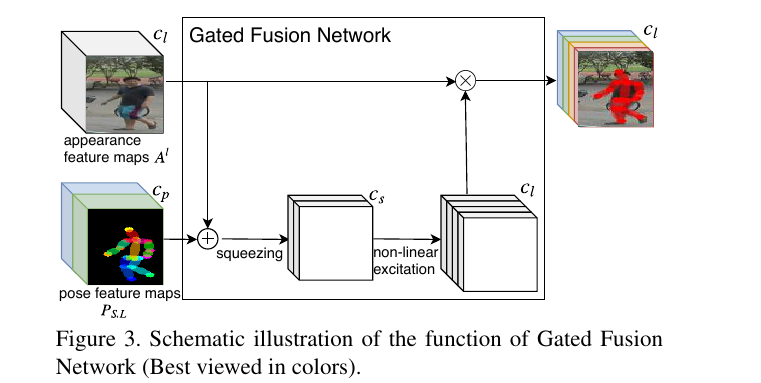 c_l
Gated Fusion Network
c_l
appearance
feature maps A^l
c_p
c_s
c_l
squeezing
non-linear
excitation
pose feature maps
P_{S.L}
Figure 3. Schematic illustration of the function of Gated Fusion
Network (Best viewed in colors).